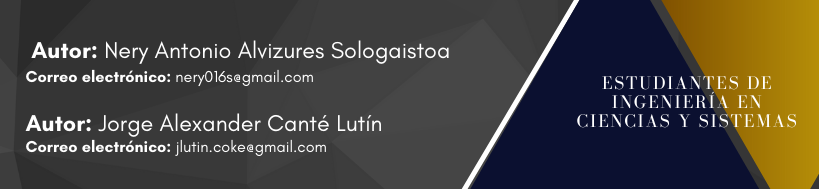 Autor: Nery Antonio Alvizures Sologaistoa
Correo electrónico: nery016s@gmail.com
Autor: Jorge Alexander Canté Lutín
Correo electrónico: jlutin.coke@gmail.com
ESTUDIANTES DE
INGENIERÍA EN
CIENCIAS Y SISTEMAS